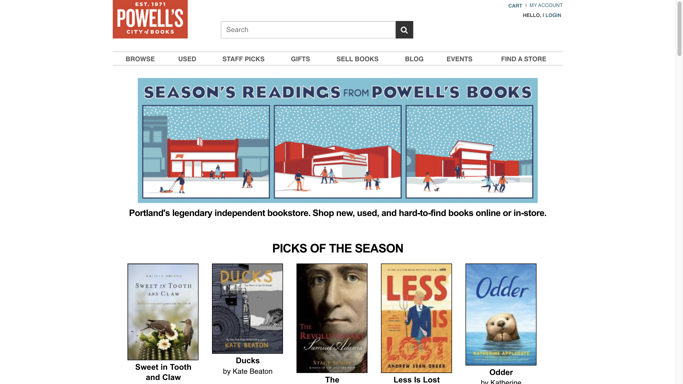 EST. 1971
POWELL'S
CITY of BOOKS
Search
CART | MY ACCOUNT
HELLO, | LOGIN
BROWSE USED STAFF PICKS GIFTS SELL BOOKS BLOG EVENTS FIND A STORE
SEASON'S READINGS FROM POWELL'S BOOKS
Portland's legendary independent bookstore. Shop new, used, and hard-to-find books online or in-store.
PICKS OF THE SEASON
SWEET IN TOOTH
AND CLAW
DUCKS
KATE BEATON
THE
REVOLUTIONARY
Samuel Adams
LESS
IS
LOST
ANDREW SEAN GREER
Odder
KATHERINE APPLEGATE
Sweet in Tooth
and Claw
Ducks
by Kate Beaton
The
Less Is Lost
Odder
by Katherine